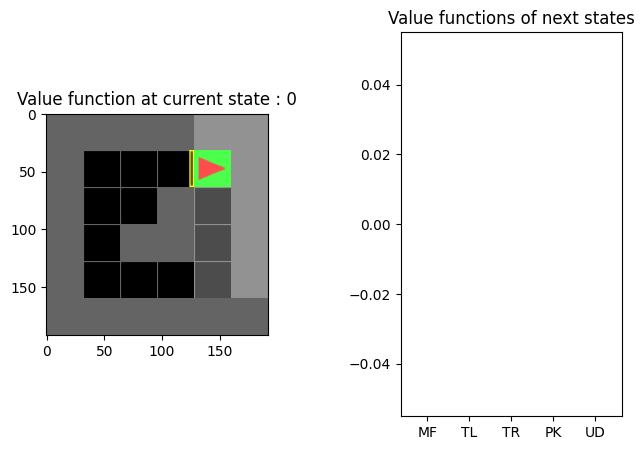 Value functions of next states
Value function at current state : 0
0
50
100
150
0
50
100
150
0.04
0.02
0.00
−0.02
−0.04
MF
TL
TR
PK
UD